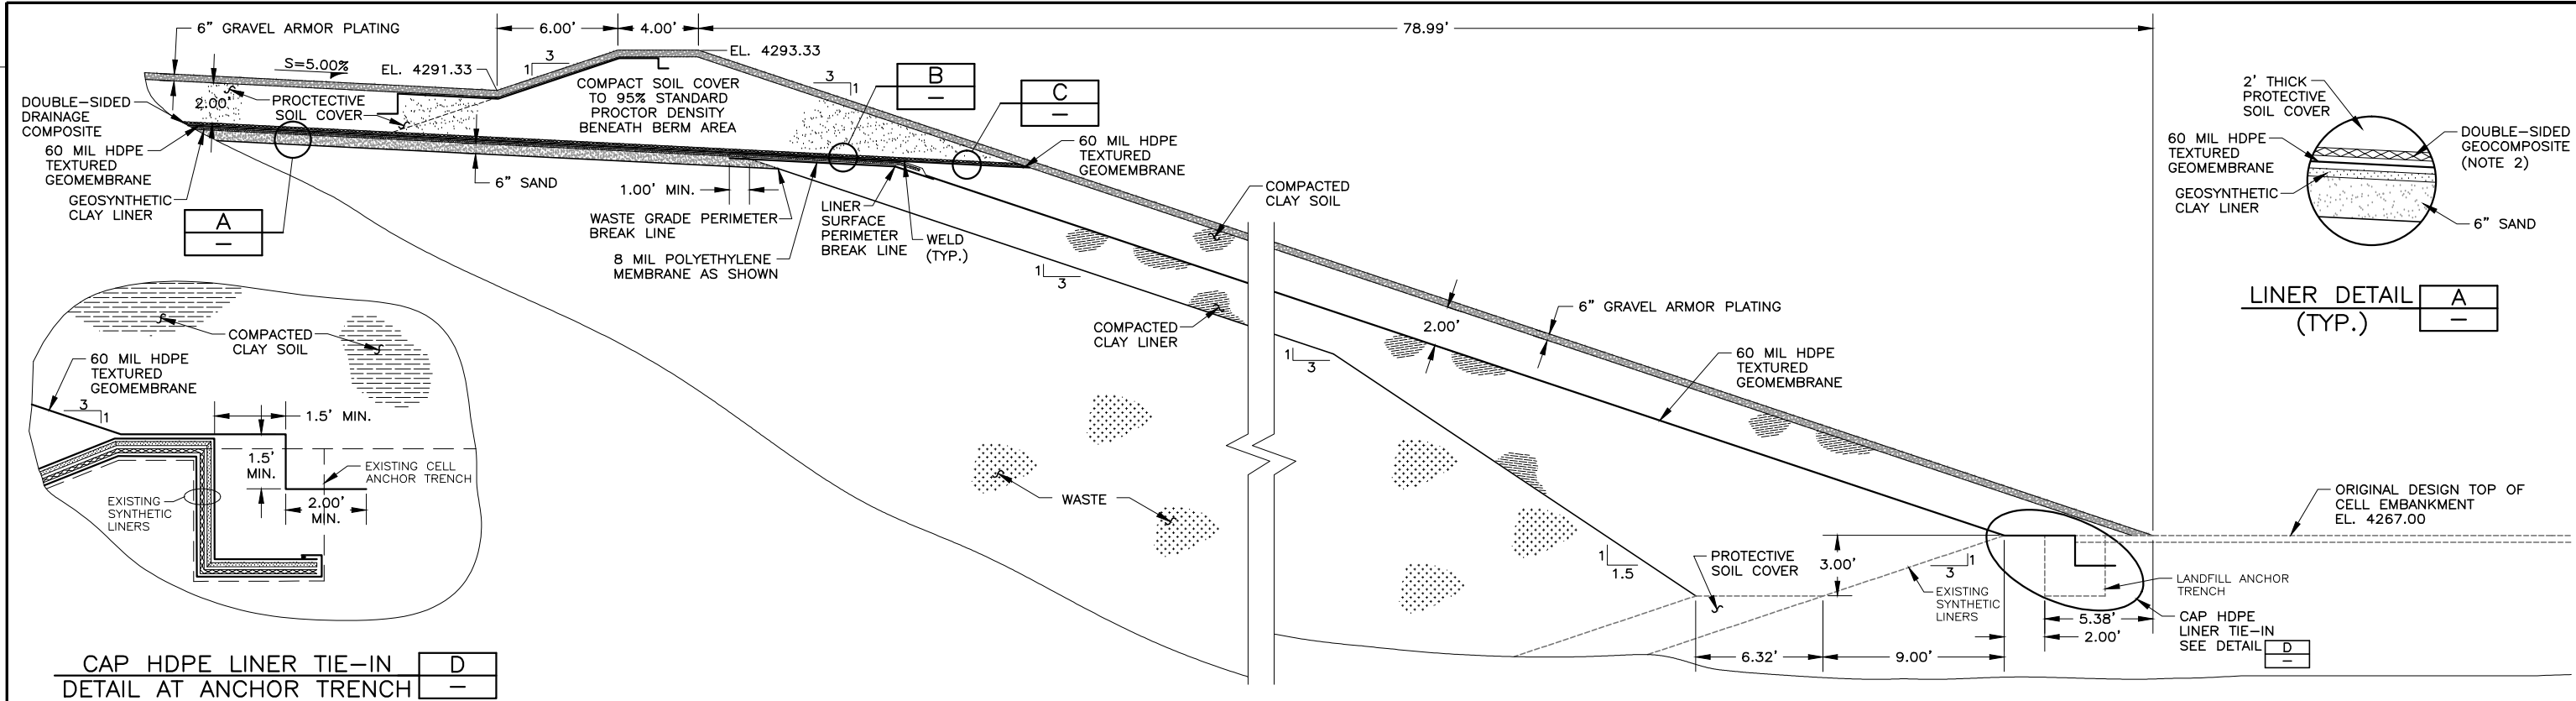 6" GRAVEL ARMOR PLATING
6.00'
4.00'
78.99'
EL. 4293.33
S=5.00%
EL. 4291.33
3
1
3
1
DOUBLE-SIDED
DRAINAGE
COMPOSITE
2.00'
PROCTECTIVE
SOIL COVER
COMPACT SOIL COVER
TO 95% STANDARD
PROCTOR DENSITY
BENEATH BERM AREA
B
–
C
–
60 MIL HDPE
TEXTURED
GEOMEMBRANE
60 MIL HDPE
TEXTURED
GEOMEMBRANE
GEOSYNTHETIC
CLAY LINER
A
–
6" SAND
1.00' MIN.
WASTE GRADE PERIMETER
BREAK LINE
8 MIL POLYETHYLENE
MEMBRANE AS SHOWN
LINER
SURFACE
PERIMETER
BREAK LINE
WELD
(TYP.)
COMPACTED
CLAY SOIL
1
3
COMPACTED
CLAY LINER
1
3
2.00'
6" GRAVEL ARMOR PLATING
60 MIL HDPE
TEXTURED
GEOMEMBRANE
WASTE
1
1.5
PROTECTIVE
SOIL COVER
3.00'
1
3
EXISTING
SYNTHETIC
LINERS
6.32'
9.00'
ORIGINAL DESIGN TOP OF
CELL EMBANKMENT
EL. 4267.00
LANDFILL ANCHOR
TRENCH
5.38'
2.00'
CAP HDPE
LINER TIE-IN
SEE DETAIL
D
–
2' THICK
PROTECTIVE
SOIL COVER
60 MIL HDPE
TEXTURED
GEOMEMBRANE
DOUBLE-SIDED
GEOCOMPOSITE
(NOTE 2)
GEOSYNTHETIC
CLAY LINER
6" SAND
LINER DETAIL
(TYP.)
A
–
COMPACTED
CLAY SOIL
60 MIL HDPE
TEXTURED
GEOMEMBRANE
3
1
1.5' MIN.
1.5'
MIN.
EXISTING CELL
ANCHOR TRENCH
2.00'
MIN.
EXISTING
SYNTHETIC
LINERS
CAP HDPE LINER TIE-IN
DETAIL AT ANCHOR TRENCH
D
–